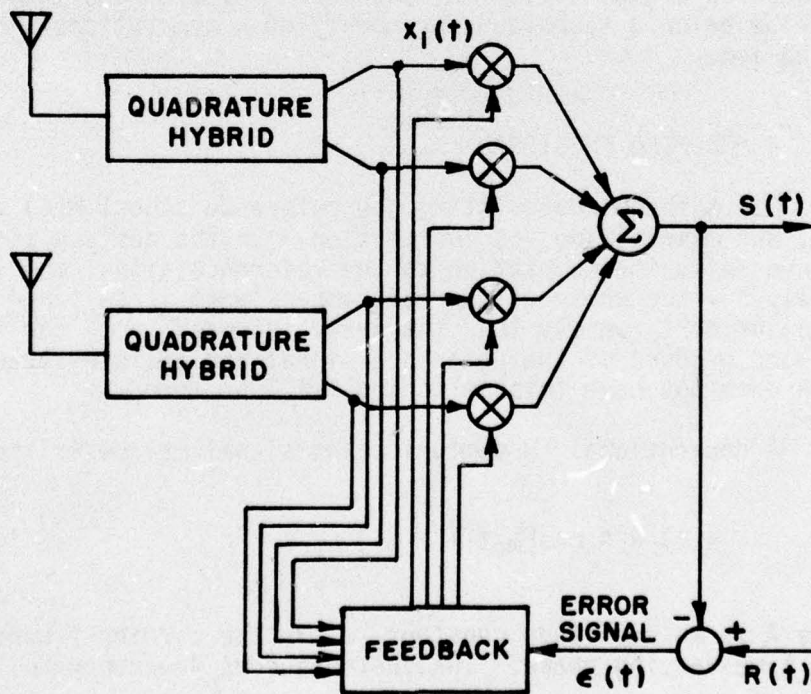 X₁(t)
QUADRATURE
HYBRID
Σ
S(t)
QUADRATURE
HYBRID
ERROR
SIGNAL
-
+
FEEDBACK
ϵ(t)
R(t)